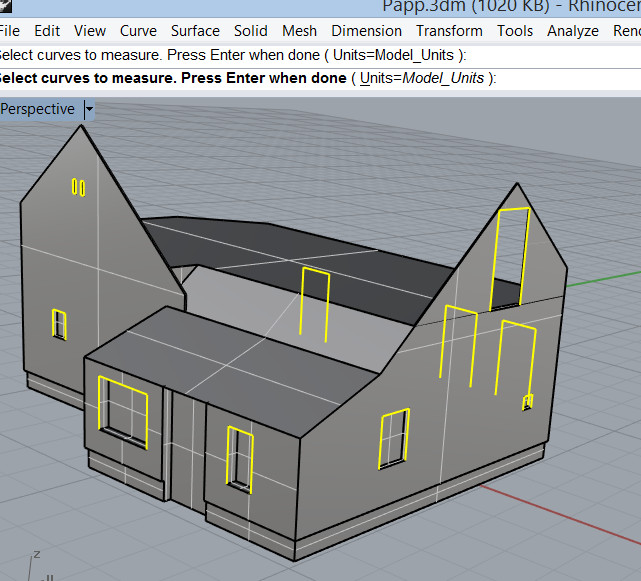 Papp.3dm (1020 KB) - Rhinocer
File Edit View Curve Surface Solid Mesh Dimension Transform Tools Analyze Ren
Select curves to measure. Press Enter when done ( Units=Model_Units ):
Select curves to measure. Press Enter when done ( Units=Model_Units ):
Perspective
z